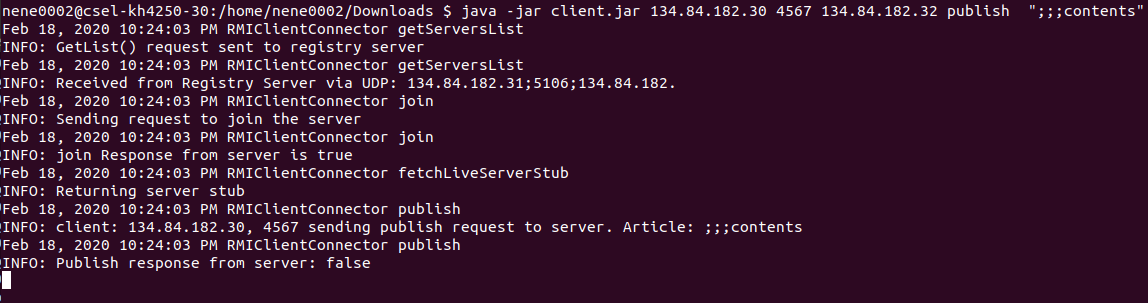 nene0002@csel-kh4250-30:/home/nene0002/Downloads $ java -jar client.jar 134.84.182.30 4567 134.84.182.32 publish  ";;;contents"
Feb 18, 2020 10:24:03 PM RMIClientConnector getServersList
INFO: GetList() request sent to registry server
Feb 18, 2020 10:24:03 PM RMIClientConnector getServersList
INFO: Received from Registry Server via UDP: 134.84.182.31;5106;134.84.182.
Feb 18, 2020 10:24:03 PM RMIClientConnector join
INFO: Sending request to join the server
Feb 18, 2020 10:24:03 PM RMIClientConnector join
INFO: join Response from server is true
Feb 18, 2020 10:24:03 PM RMIClientConnector fetchLiveServerStub
INFO: Returning server stub
Feb 18, 2020 10:24:03 PM RMIClientConnector publish
INFO: client: 134.84.182.30, 4567 sending publish request to server. Article: ;;;contents
Feb 18, 2020 10:24:03 PM RMIClientConnector publish
INFO: Publish response from server: false